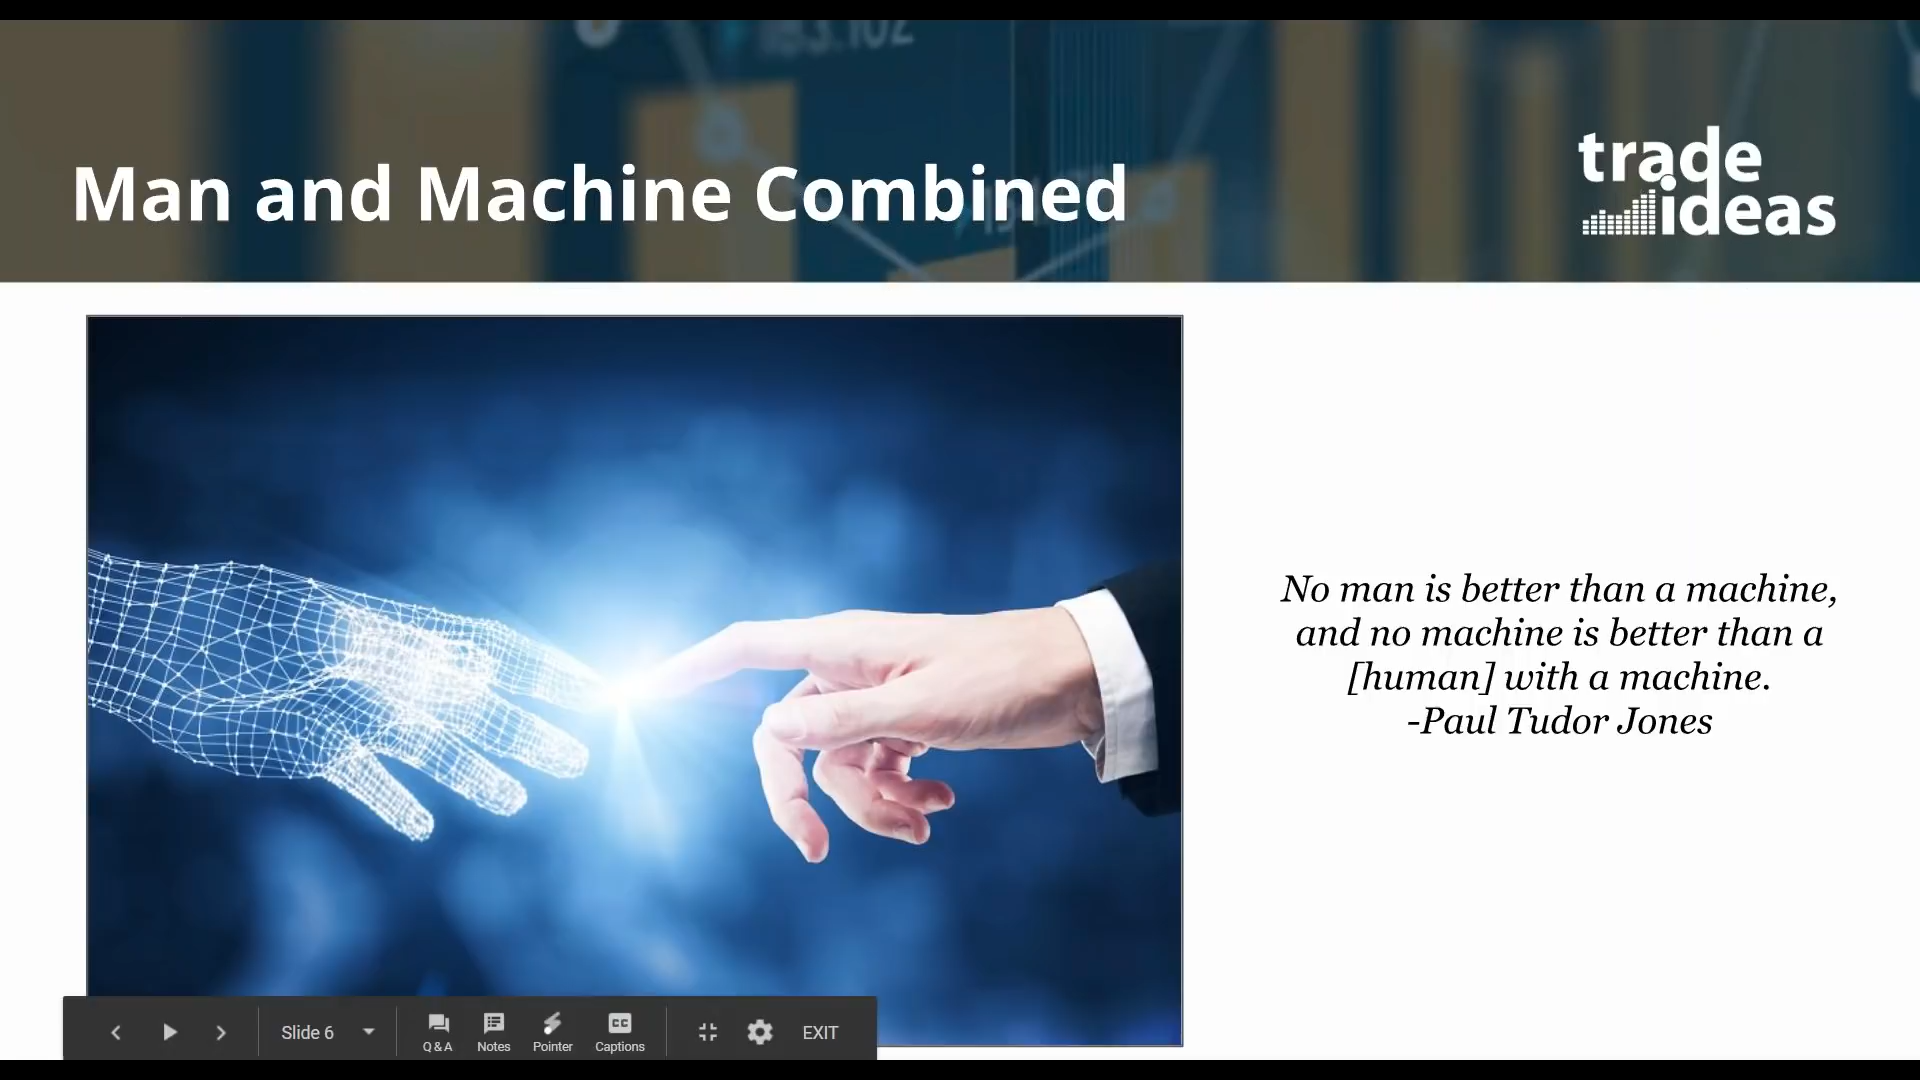 Man and Machine Combined
trade
ideas
No man is better than a machine,
and no machine is better than a
[human] with a machine.
-Paul Tudor Jones
Slide 6
Q & A
Notes
Pointer
CC
Captions
EXIT